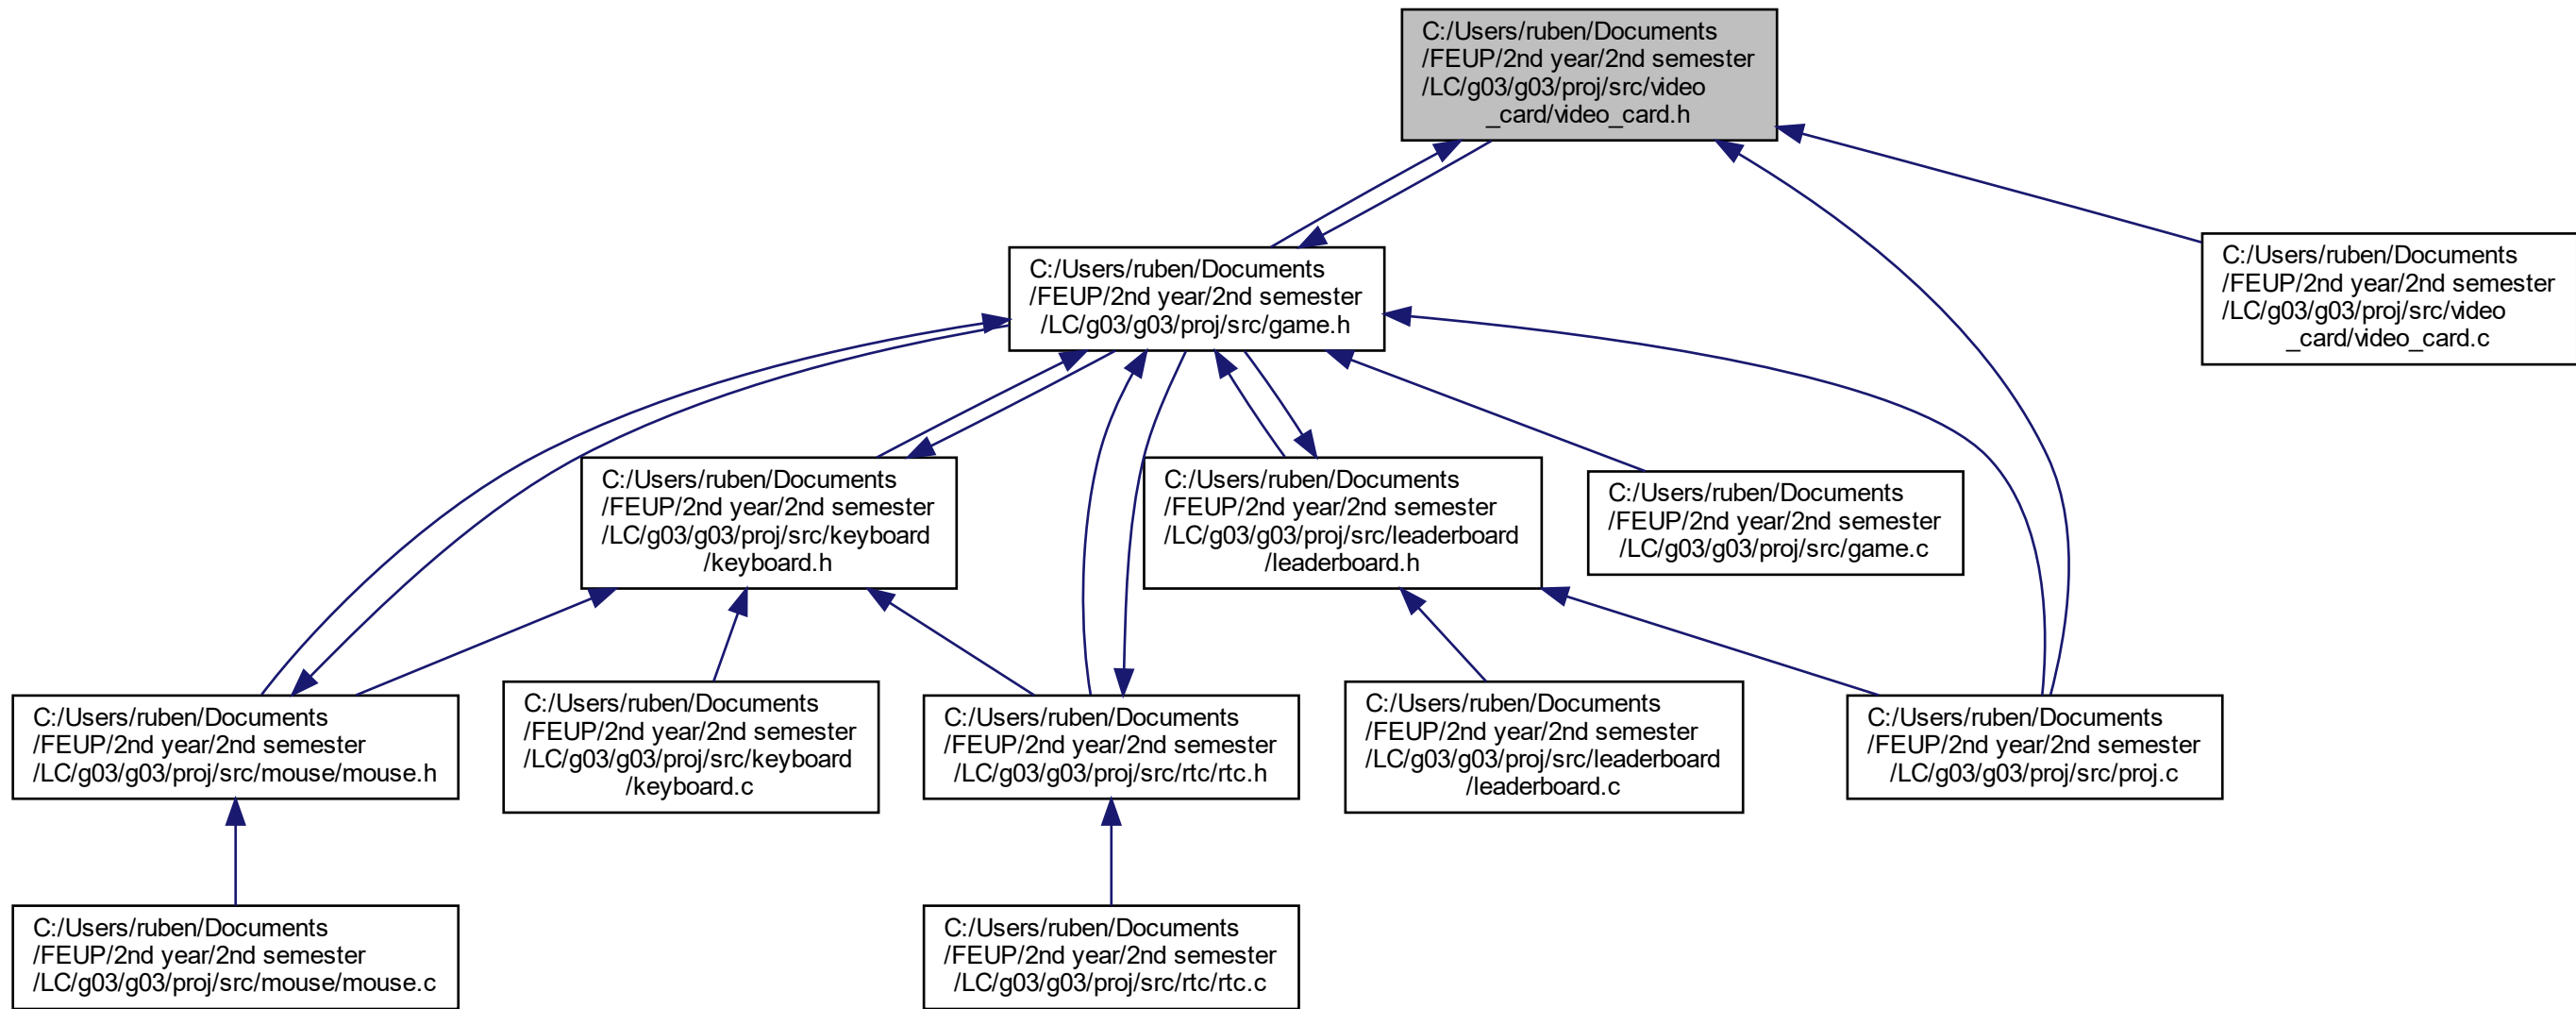 C:/Users/ruben/Documents
/FEUP/2nd year/2nd semester
/LC/g03/g03/proj/src/video
_card/video_card.h
C:/Users/ruben/Documents
/FEUP/2nd year/2nd semester
/LC/g03/g03/proj/src/game.h
C:/Users/ruben/Documents
/FEUP/2nd year/2nd semester
/LC/g03/g03/proj/src/video
_card/video_card.c
C:/Users/ruben/Documents
/FEUP/2nd year/2nd semester
/LC/g03/g03/proj/src/keyboard
/keyboard.h
C:/Users/ruben/Documents
/FEUP/2nd year/2nd semester
/LC/g03/g03/proj/src/leaderboard
/leaderboard.h
C:/Users/ruben/Documents
/FEUP/2nd year/2nd semester
/LC/g03/g03/proj/src/game.c
C:/Users/ruben/Documents
/FEUP/2nd year/2nd semester
/LC/g03/g03/proj/src/mouse/mouse.h
C:/Users/ruben/Documents
/FEUP/2nd year/2nd semester
/LC/g03/g03/proj/src/keyboard
/keyboard.c
C:/Users/ruben/Documents
/FEUP/2nd year/2nd semester
/LC/g03/g03/proj/src/rtc/rtc.h
C:/Users/ruben/Documents
/FEUP/2nd year/2nd semester
/LC/g03/g03/proj/src/leaderboard
/leaderboard.c
C:/Users/ruben/Documents
/FEUP/2nd year/2nd semester
/LC/g03/g03/proj/src/proj.c
C:/Users/ruben/Documents
/FEUP/2nd year/2nd semester
/LC/g03/g03/proj/src/mouse/mouse.c
C:/Users/ruben/Documents
/FEUP/2nd year/2nd semester
/LC/g03/g03/proj/src/rtc/rtc.c